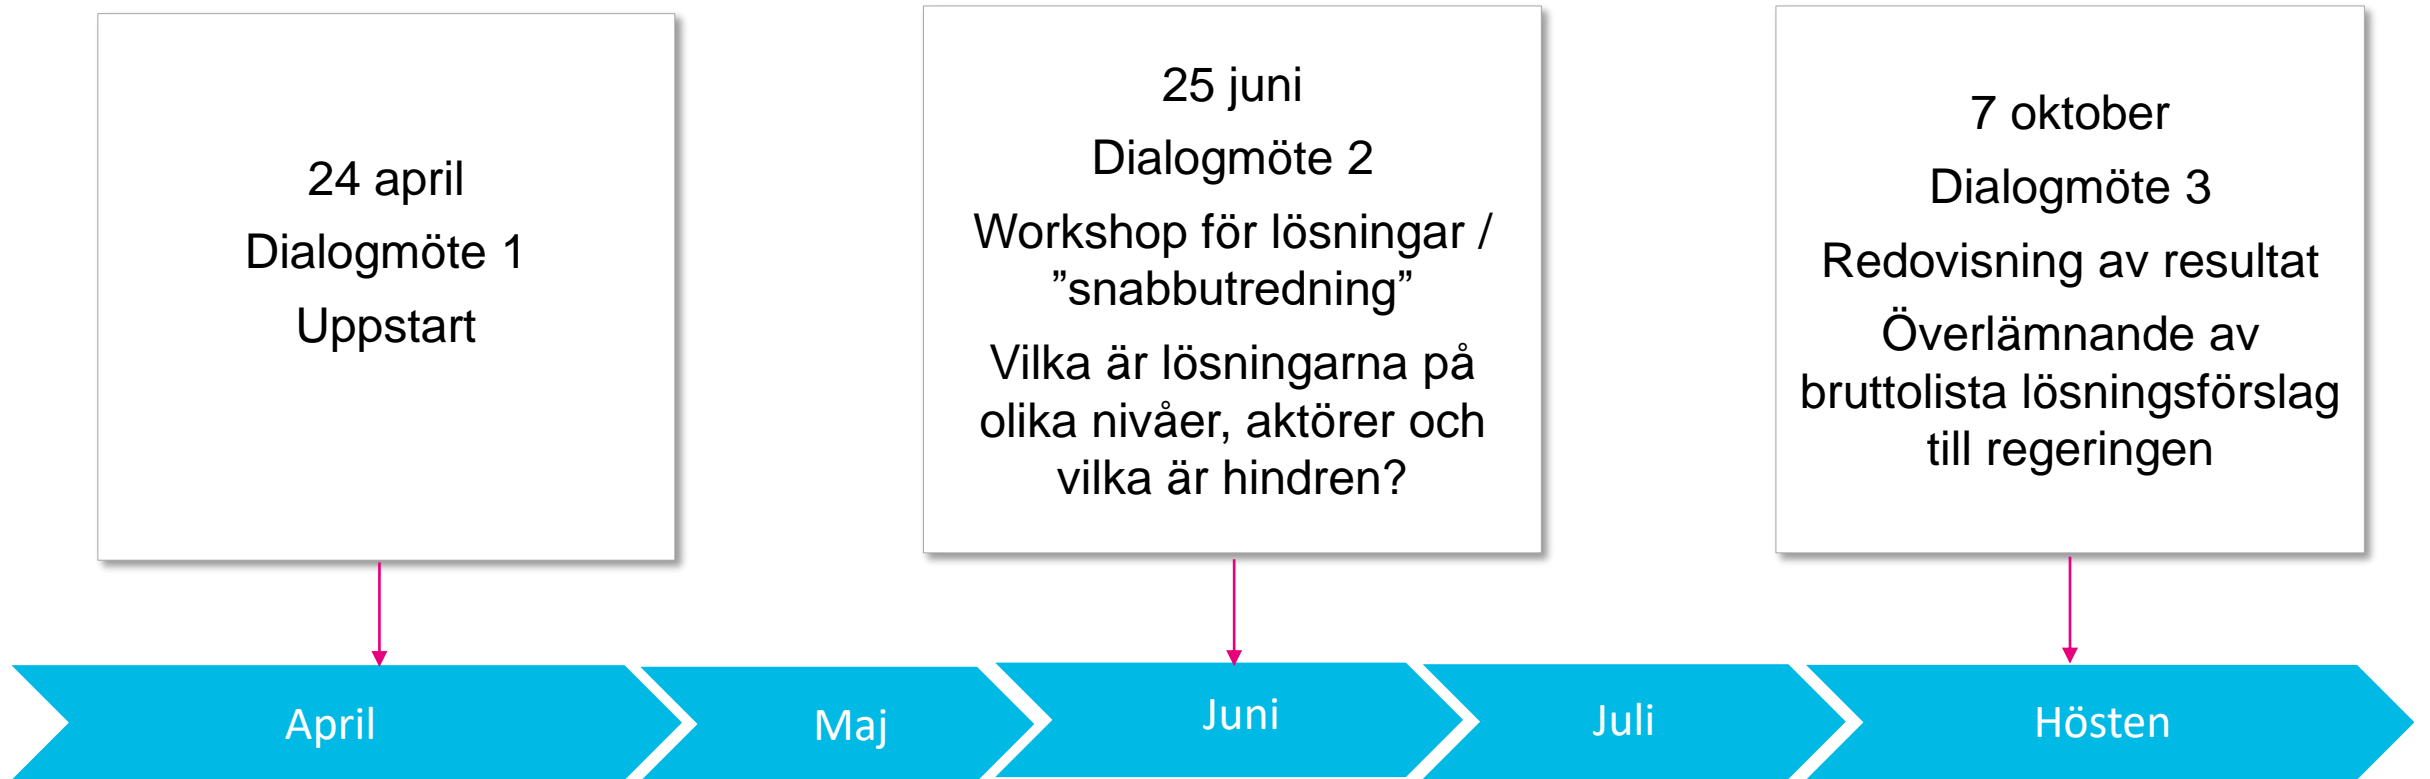 24 april
Dialogmöte 1
Uppstart
25 juni
Dialogmöte 2
Workshop för lösningar /
”snabbutredning”
Vilka är lösningarna på
olika nivåer, aktörer och
vilka är hindren?
7 oktober
Dialogmöte 3
Redovisning av resultat
Överlämnande av
bruttolista lösningsförslag
till regeringen
April
Maj
Juni
Juli
Hösten